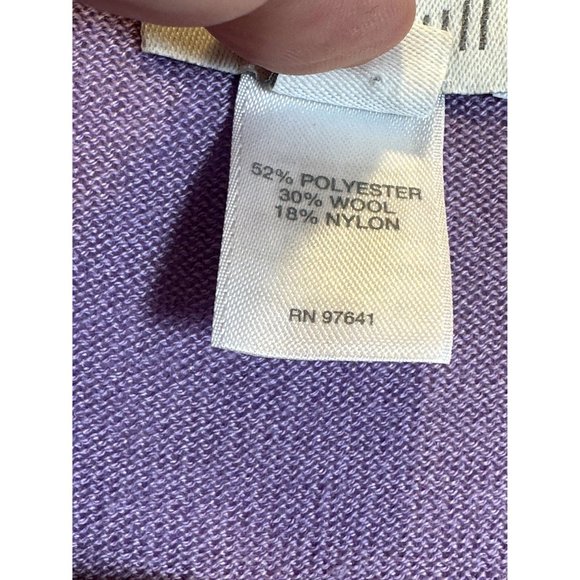 52% POLYESTER
30% WOOL
18% NYLON
RN 97641